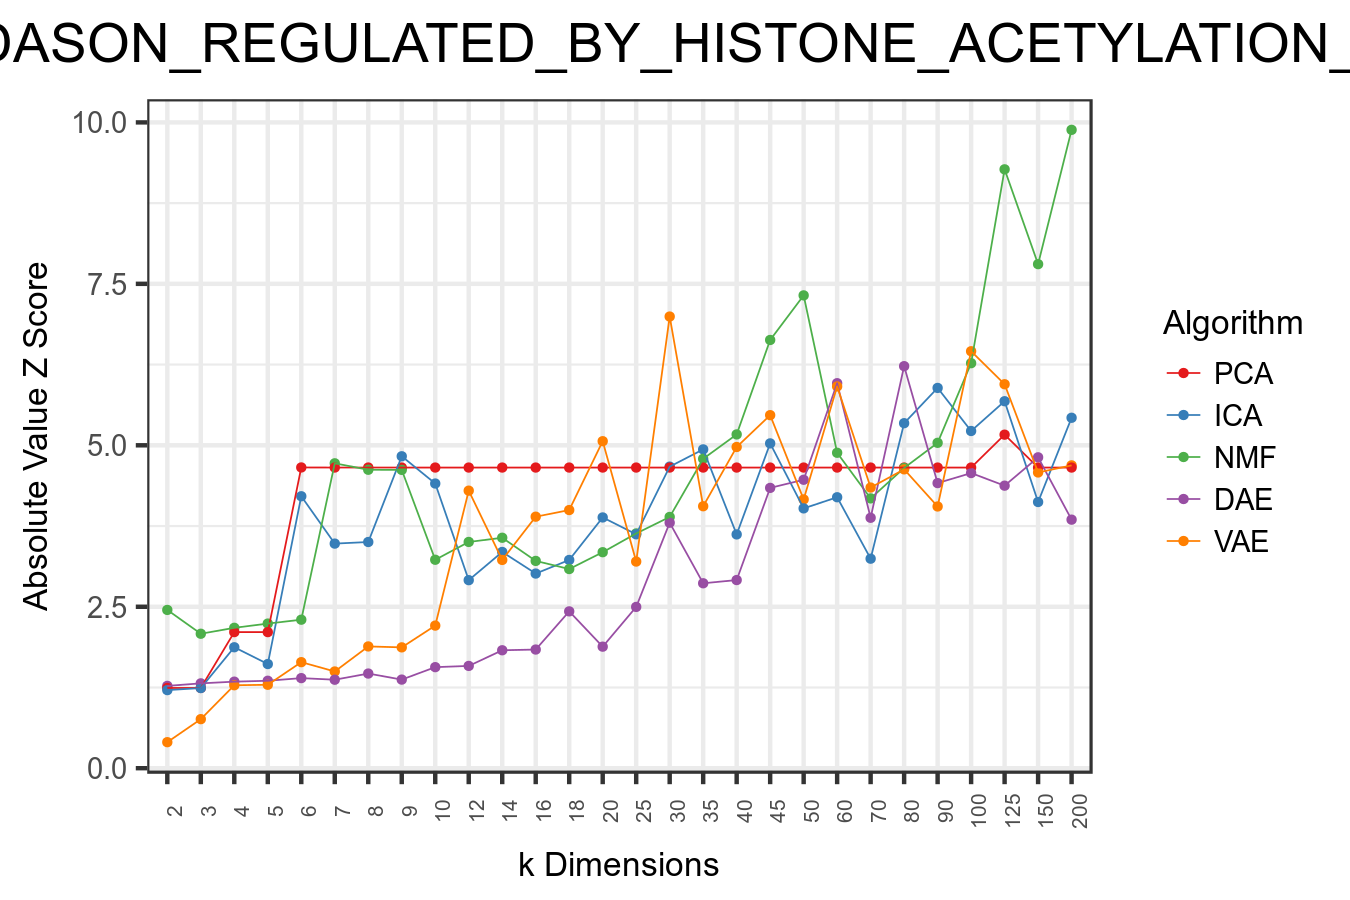 DASON_REGULATED_BY_HISTONE_ACETYLATION_
10.0
7.5
5.0
2.5
0.0
Absolute Value Z Score
2 3 4 5 6 7 8 9 10 12 14 16 18 20 25 30 35 40 45 50 60 70 80 90 100 125 150 200
k Dimensions
Algorithm
PCA
ICA
NMF
DAE
VAE